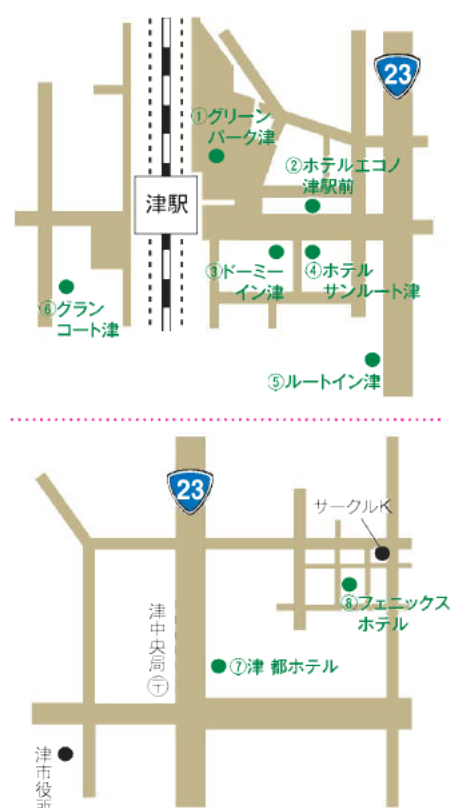 23
①グリーン
パーク津
②ホテルエコノ
津駅前
津駅
③ドーミー
イン津
④ホテル
サンルート津
⑥グラン
コート津
⑤ルートイン津
23
サークルK
⑧フェニックス
ホテル
津中央局〒
⑦津 都ホテル
津市役所